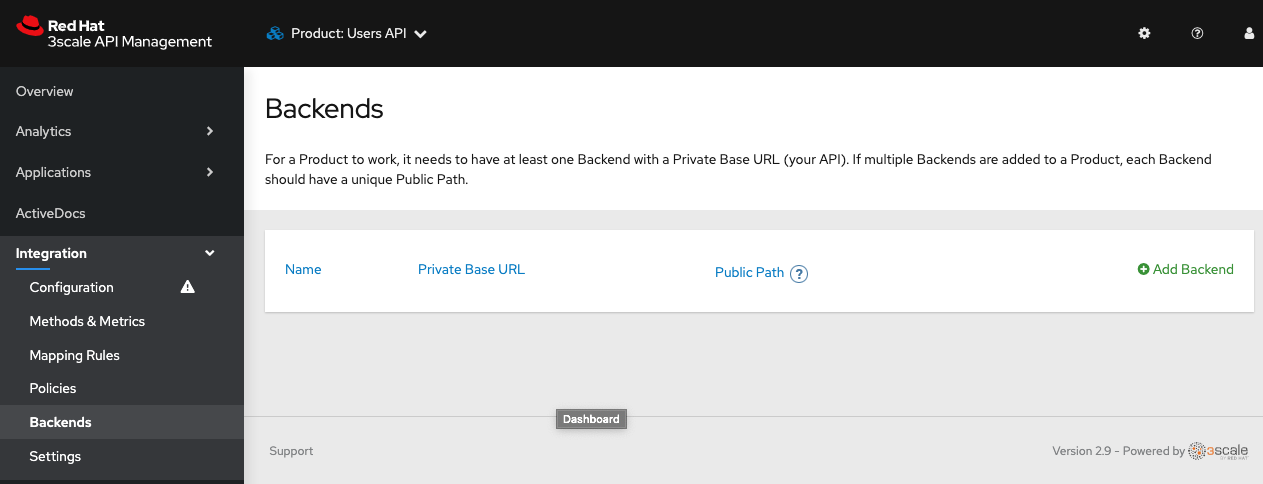 Red Hat
3scale API Management
Product: Users API
Overview
Analytics
Applications
ActiveDocs
Integration
Configuration
Methods & Metrics
Mapping Rules
Policies
Backends
Settings
Backends
For a Product to work, it needs to have at least one Backend with a Private Base URL (your API). If multiple Backends are added to a Product, each Backend
should have a unique Public Path.
Name Private Base URL Public Path ? Add Backend
Dashboard
Support
Version 2.9 - Powered by 3scale
BY RED HAT